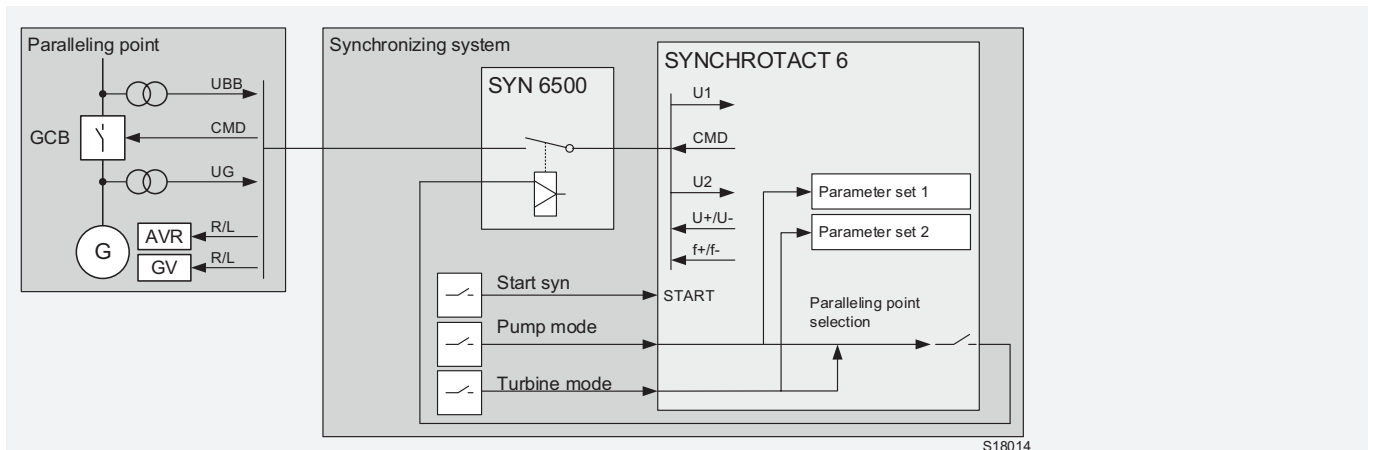 Paralleling point
UBB
GCB
CMD
UG
AVR
R/L
G
GV
R/L
Synchronizing system
SYN 6500
SYNCHROTACT 6
U1
CMD
U2
U+/U-
f+/f-
Parameter set 1
Parameter set 2
Start syn
START
Pump mode
Turbine mode
Paralleling point
selection
S18014